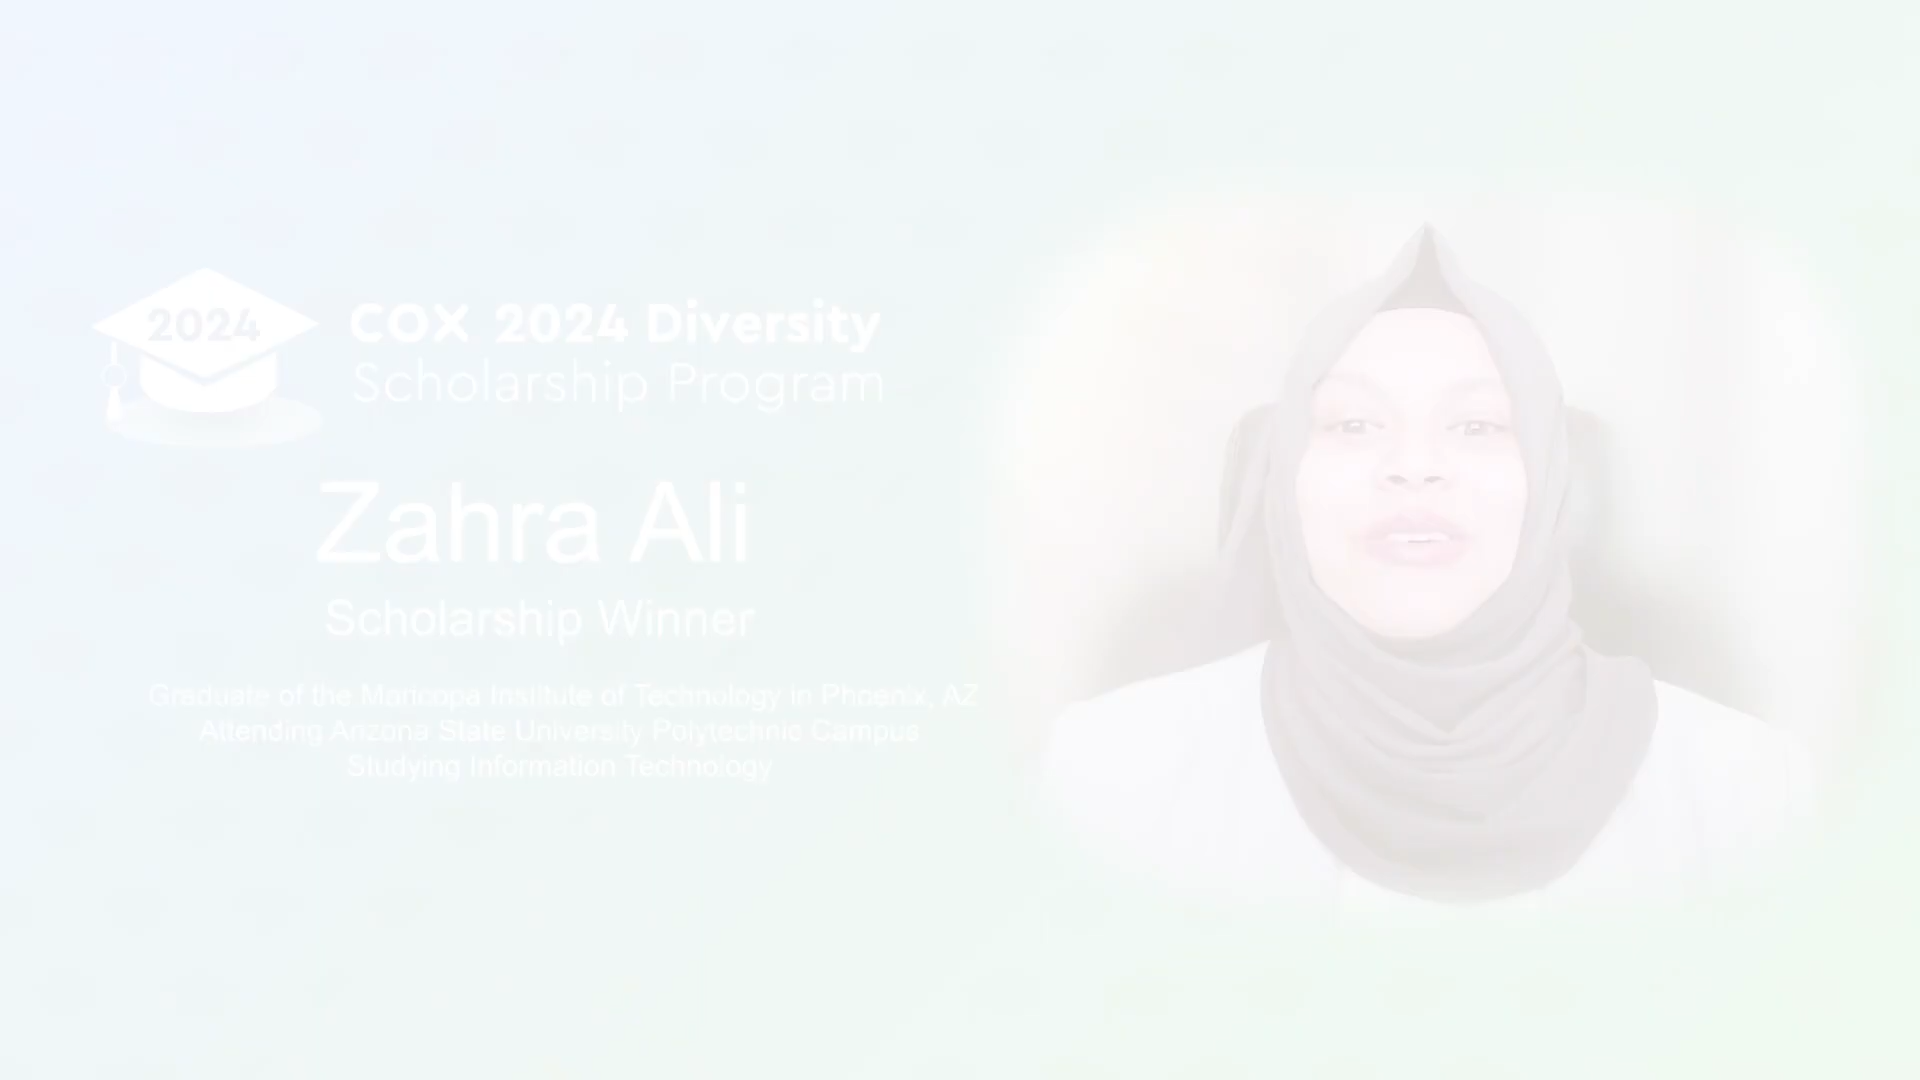 2024
COX 2024 Diversity
Scholarship Program
Zahra Ali
Scholarship Winner
Graduate of the Maricopa Institute of Technology in Phoenix, AZ
Attending Arizona State University Polytechnic Campus
Studying Information Technology